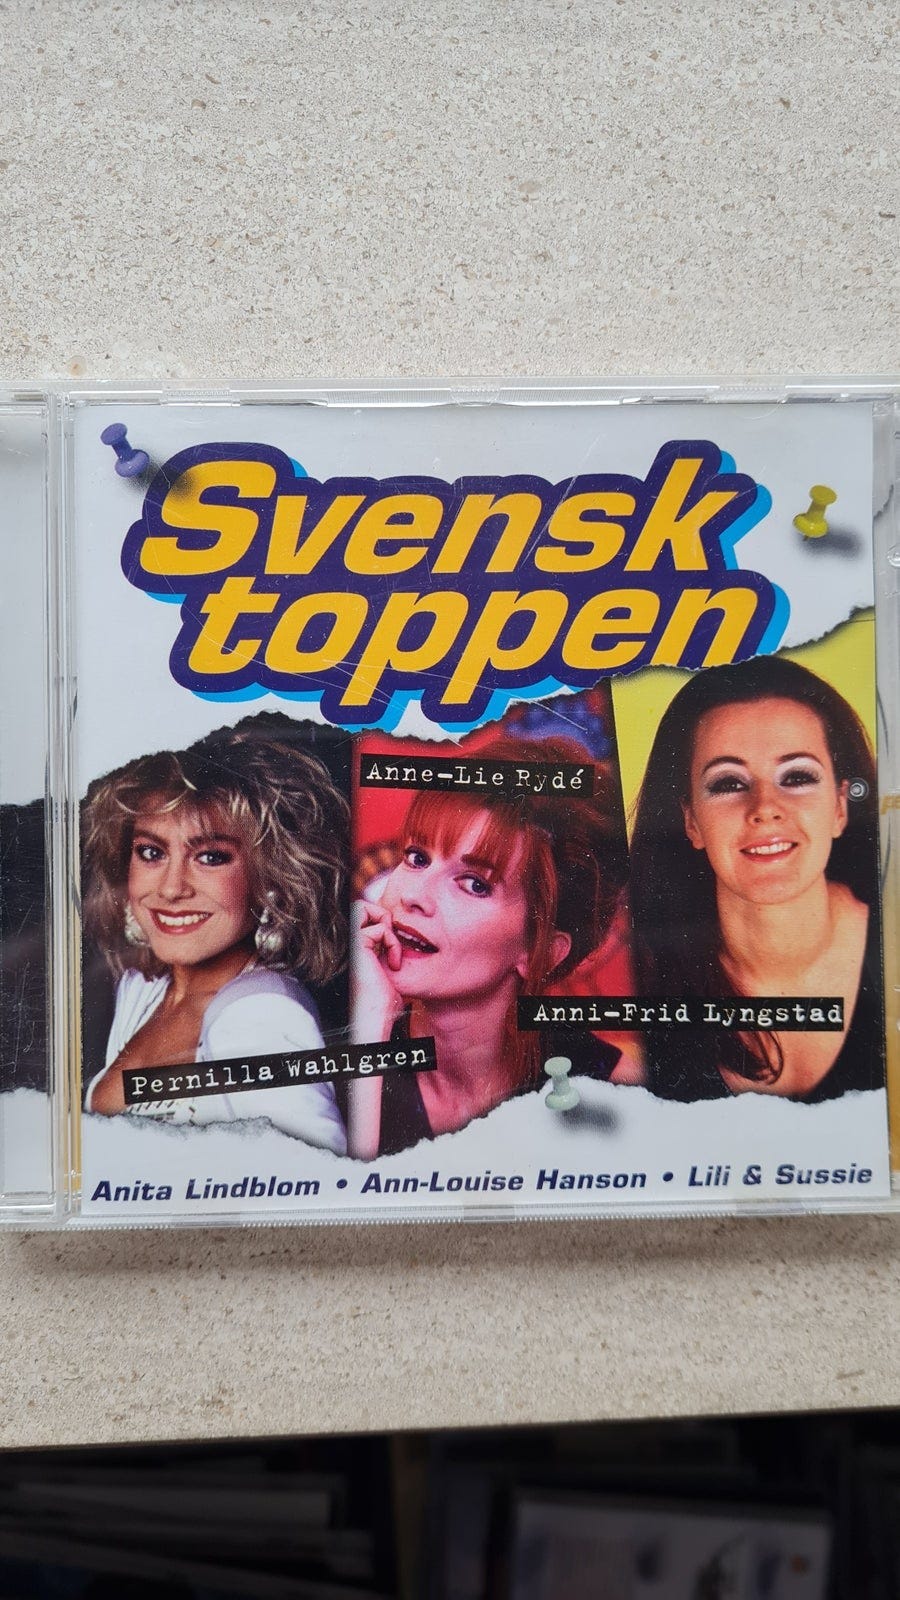 Svensk
toppen
Anne-Lie Rydé
Anni-Frid Lyngstad
Pernilla Wahlgren
Anita Lindblom • Ann-Louise Hanson • Lili & Sussie